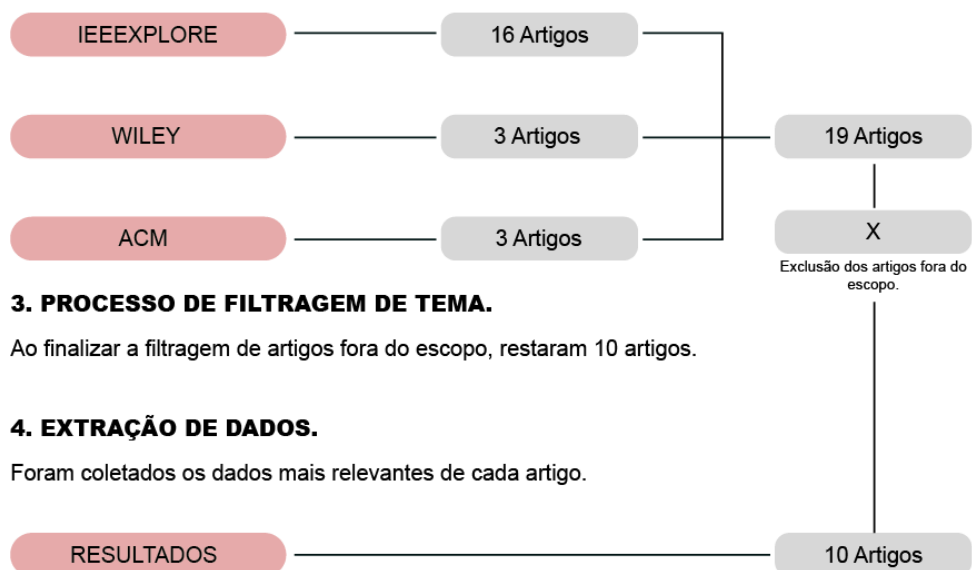 IEEEXPLORE
16 Artigos
WILEY
3 Artigos
19 Artigos
ACM
3 Artigos
X
Exclusão dos artigos fora do
escopo.
3. PROCESSO DE FILTRAGEM DE TEMA.
Ao finalizar a filtragem de artigos fora do escopo, restaram 10 artigos.
4. EXTRAÇÃO DE DADOS.
Foram coletados os dados mais relevantes de cada artigo.
RESULTADOS
10 Artigos